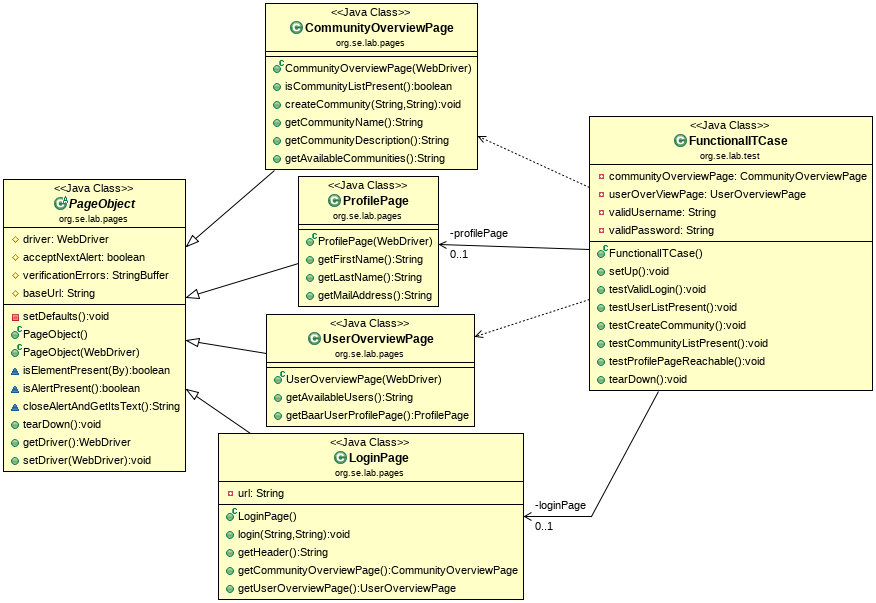 <<Java Class>>
CommunityOverviewPage
org.se.lab.pages
CommunityOverviewPage(WebDriver)
isCommunityListPresent():boolean
createCommunity(String,String):void
getCommunityName():String
getCommunityDescription():String
getAvailableCommunities():String
<<Java Class>>
FunctionalITCase
org.se.lab.test
communityOverviewPage: CommunityOverviewPage
userOverViewPage: UserOverviewPage
validUsername: String
validPassword: String
FunctionalITCase()
setUp():void
testValidLogin():void
testUserListPresent():void
testCreateCommunity():void
testCommunityListPresent():void
testProfilePageReachable():void
tearDown():void
<<Java Class>>
PageObject
org.se.lab.pages
driver: WebDriver
acceptNextAlert: boolean
verificationErrors: StringBuffer
baseUrl: String
setDefaults():void
PageObject()
PageObject(WebDriver)
isElementPresent(By):boolean
isAlertPresent():boolean
closeAlertAndGetItsText():String
tearDown():void
getDriver():WebDriver
setDriver(WebDriver):void
<<Java Class>>
ProfilePage
org.se.lab.pages
ProfilePage(WebDriver)
getFirstName():String
getLastName():String
getMailAddress():String
-profilePage
0..1
<<Java Class>>
UserOverviewPage
org.se.lab.pages
UserOverviewPage(WebDriver)
getAvailableUsers():String
getBaarUserProfilePage():ProfilePage
<<Java Class>>
LoginPage
org.se.lab.pages
url: String
LoginPage()
login(String,String):void
getHeader():String
getCommunityOverviewPage():CommunityOverviewPage
getUserOverviewPage():UserOverviewPage
-loginPage
0..1